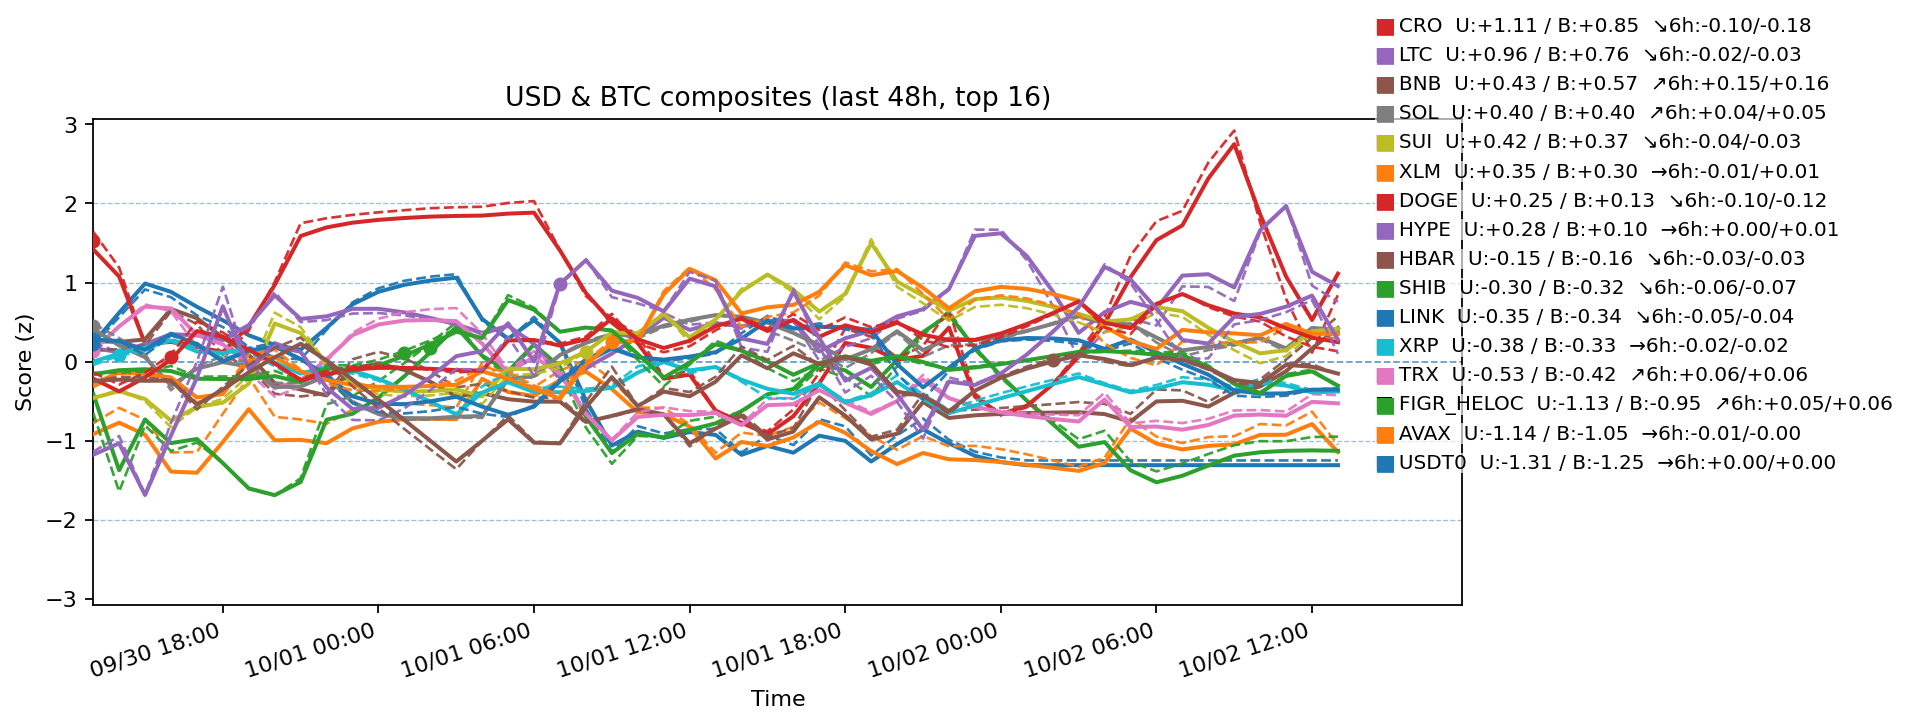 CRO U:+1.11 / B:+0.85 ↘6h:-0.10/-0.18
LTC U:+0.96 / B:+0.76 ↘6h:-0.02/-0.03
BNB U:+0.43 / B:+0.57 ↗6h:+0.15/+0.16
SOL U:+0.40 / B:+0.40 ↗6h:+0.04/+0.05
SUI U:+0.42 / B:+0.37 ↘6h:-0.04/-0.03
XLM U:+0.35 / B:+0.30 →6h:-0.01/+0.01
DOGE U:+0.25 / B:+0.13 ↘6h:-0.10/-0.12
HYPE U:+0.28 / B:+0.10 →6h:+0.00/+0.01
HBAR U:-0.15 / B:-0.16 ↘6h:-0.03/-0.03
SHIB U:-0.30 / B:-0.32 ↘6h:-0.06/-0.07
LINK U:-0.35 / B:-0.34 ↘6h:-0.05/-0.04
XRP U:-0.38 / B:-0.33 →6h:-0.02/-0.02
TRX U:-0.53 / B:-0.42 ↗6h:+0.06/+0.06
FIGR_HELOC U:-1.13 / B:-0.95 ↗6h:+0.05/+0.06
AVAX U:-1.14 / B:-1.05 →6h:-0.01/-0.00
USDT0 U:-1.31 / B:-1.25 →6h:+0.00/+0.00
USD & BTC composites (last 48h, top 16)
Score (z)
3
2
1
0
−1
−2
−3
09/30 18:00
10/01 00:00
10/01 06:00
10/01 12:00
10/01 18:00
10/02 00:00
10/02 06:00
10/02 12:00
Time